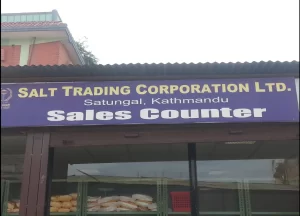 SALT TRADING CORPORATION LTD.
Satungal, Kathmandu
Sales Counter